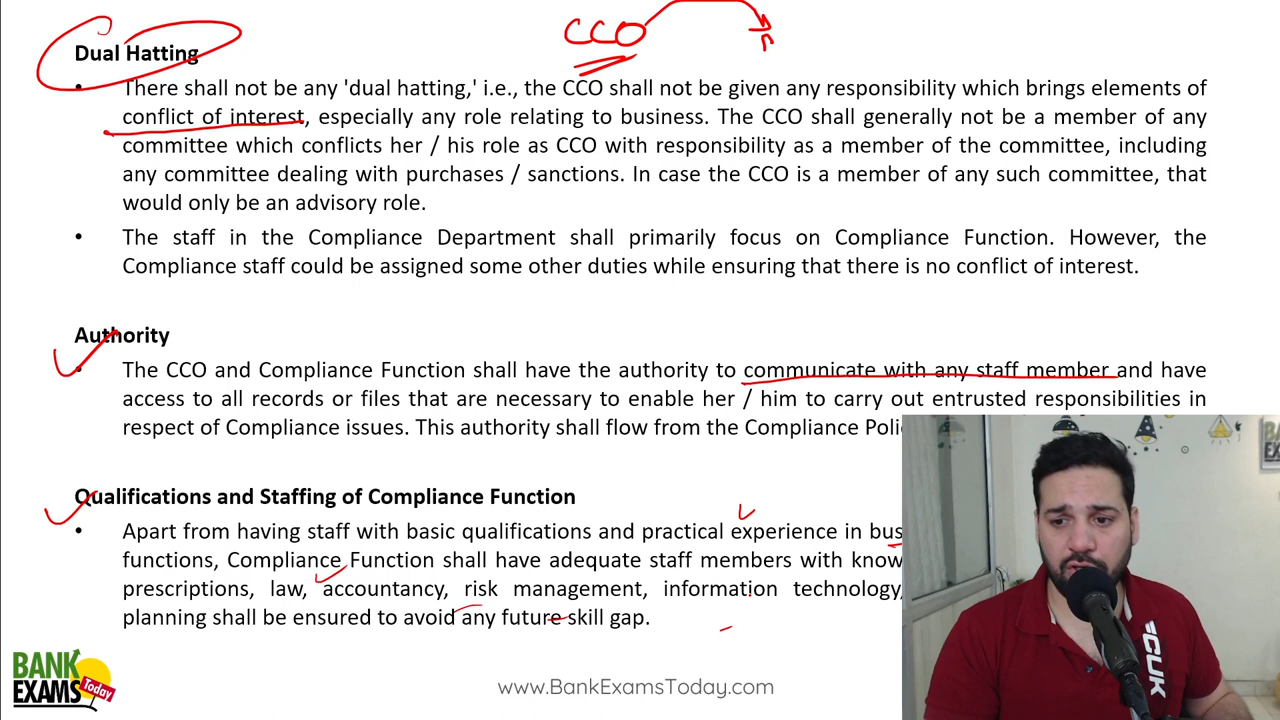 CCO
Dual Hatting
• There shall not be any 'dual hatting,' i.e., the CCO shall not be given any responsibility which brings elements of
conflict of interest, especially any role relating to business. The CCO shall generally not be a member of any
committee which conflicts her / his role as CCO with responsibility as a member of the committee, including
any committee dealing with purchases / sanctions. In case the CCO is a member of any such committee, that
would only be an advisory role.
• The staff in the Compliance Department shall primarily focus on Compliance Function. However, the
Compliance staff could be assigned some other duties while ensuring that there is no conflict of interest.
Authority
• The CCO and Compliance Function shall have the authority to communicate with any staff member and have
access to all records or files that are necessary to enable her / him to carry out entrusted responsibilities in
respect of Compliance issues. This authority shall flow from the Compliance
Qualifications and Staffing of Compliance Function
• Apart from having staff with basic qualifications and practical experience in
functions, Compliance Function shall have adequate staff members with
prescriptions, law, accountancy, risk management, information technology,
planning shall be ensured to avoid any future skill gap.
BANK
EXAMS
Today
www.BankExamsToday.com
CLUK